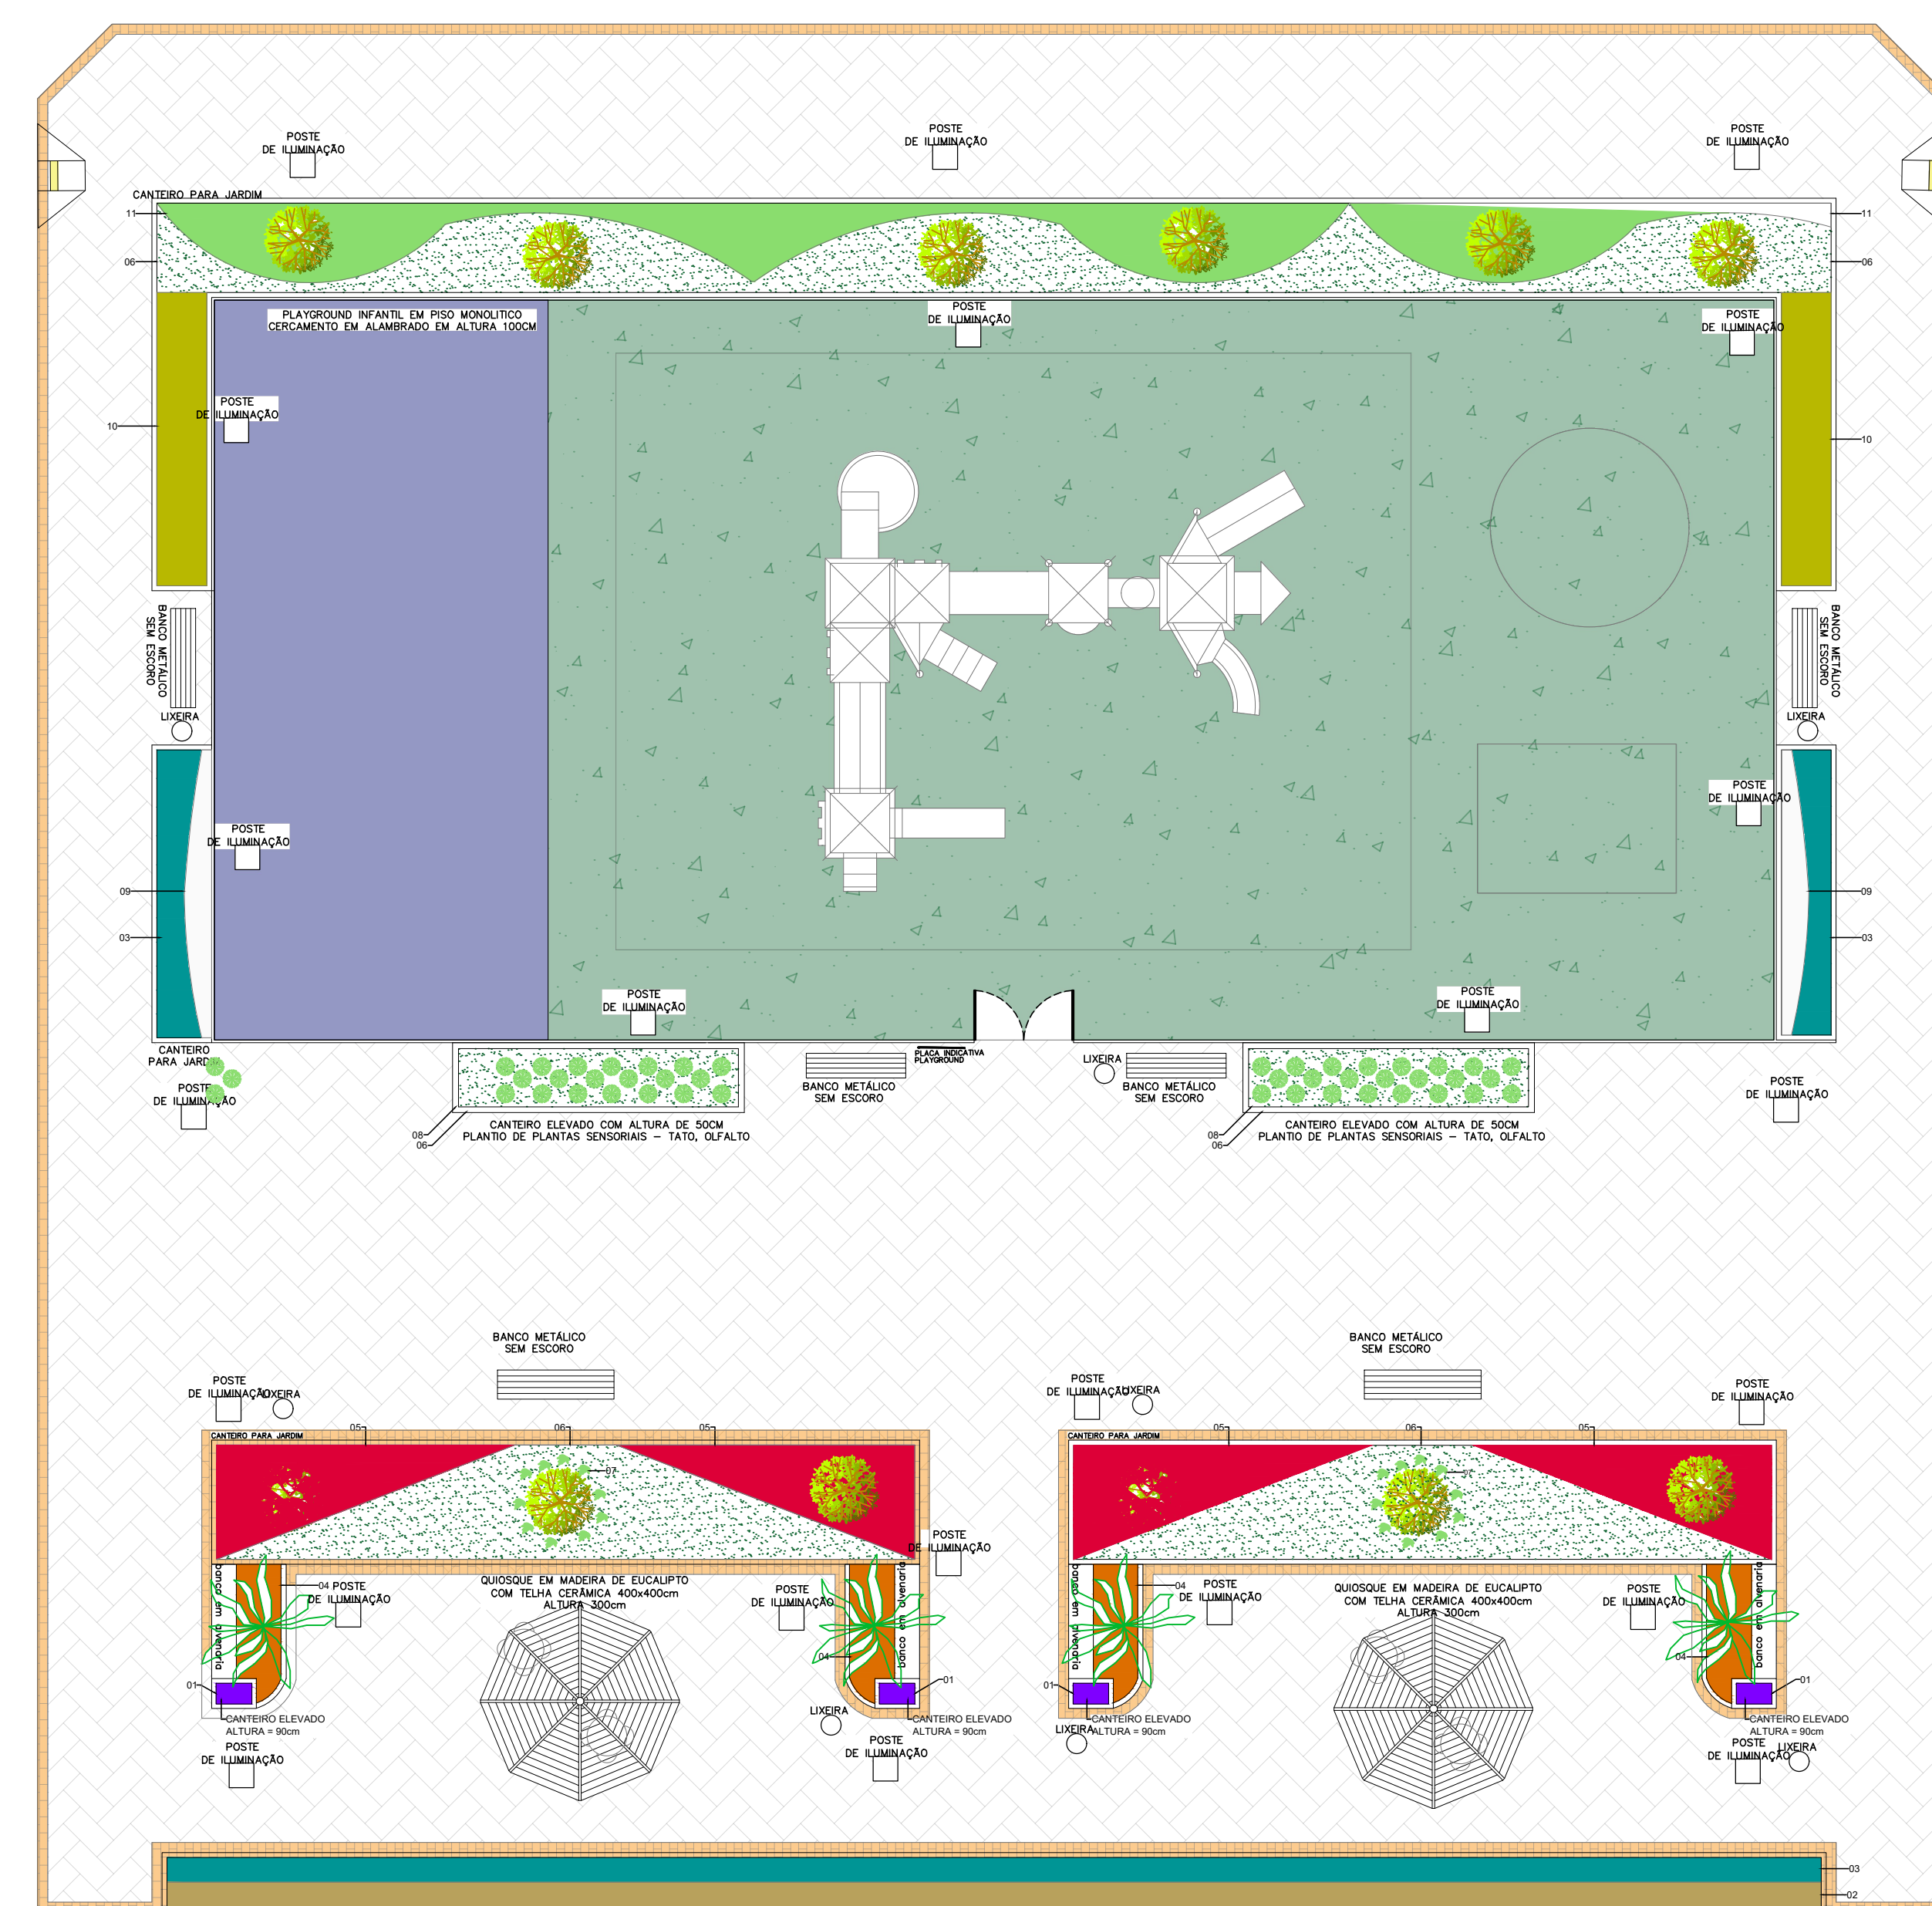 POSTE
DE ILUMINAÇÃO
POSTE
DE ILUMINAÇÃO
POSTE
DE ILUMINAÇÃO
CANTEIRO PARA JARDIM
11
11
06
06
PLAYGROUND INFANTIL EM PISO MONOLITICO
CERCAMENTO EM ALAMBRADO EM ALTURA 100CM
POSTE
DE ILUMINAÇÃO
POSTE
DE ILUMINAÇÃO
POSTE
DE ILUMINAÇÃO
10
10
BANCO METÁLICO
SEM ESCORO
BANCO METÁLICO
SEM ESCORO
LIXEIRA
LIXEIRA
POSTE
DE ILUMINAÇÃO
POSTE
DE ILUMINAÇÃO
09
09
03
03
POSTE
DE ILUMINAÇÃO
POSTE
DE ILUMINAÇÃO
CANTEIRO
PARA JARDIM
PLACA INDICATIVA
PLAYGROUND
LIXEIRA
POSTE
DE ILUMINAÇÃO
BANCO METÁLICO
SEM ESCORO
BANCO METÁLICO
SEM ESCORO
POSTE
DE ILUMINAÇÃO
08
06
CANTEIRO ELEVADO COM ALTURA DE 50CM
PLANTIO DE PLANTAS SENSORIAIS – TATO, OLFALTO
08
06
CANTEIRO ELEVADO COM ALTURA DE 50CM
PLANTIO DE PLANTAS SENSORIAIS – TATO, OLFALTO
BANCO METÁLICO
SEM ESCORO
BANCO METÁLICO
SEM ESCORO
POSTE
DE ILUMINAÇÃO
LIXEIRA
POSTE
DE ILUMINAÇÃO
LIXEIRA
POSTE
DE ILUMINAÇÃO
05
06
05
05
06
05
CANTEIRO PARA JARDIM
CANTEIRO PARA JARDIM
07
07
POSTE
DE ILUMINAÇÃO
banco em alvenaria
04
POSTE
DE ILUMINAÇÃO
QUIOSQUE EM MADEIRA DE EUCALIPTO
COM TELHA CERÂMICA 400x400cm
ALTURA 300cm
POSTE
DE ILUMINAÇÃO
banco em alvenaria
04
banco em alvenaria
04
POSTE
DE ILUMINAÇÃO
QUIOSQUE EM MADEIRA DE EUCALIPTO
COM TELHA CERÂMICA 400x400cm
ALTURA 300cm
POSTE
DE ILUMINAÇÃO
banco em alvenaria
04
01
01
01
01
CANTEIRO ELEVADO
ALTURA = 90cm
LIXEIRA
CANTEIRO ELEVADO
ALTURA = 90cm
LIXEIRA
CANTEIRO ELEVADO
ALTURA = 90cm
CANTEIRO ELEVADO
ALTURA = 90cm
POSTE
DE ILUMINAÇÃO
POSTE
DE ILUMINAÇÃO
POSTE
DE ILUMINAÇÃO
LIXEIRA
03
02